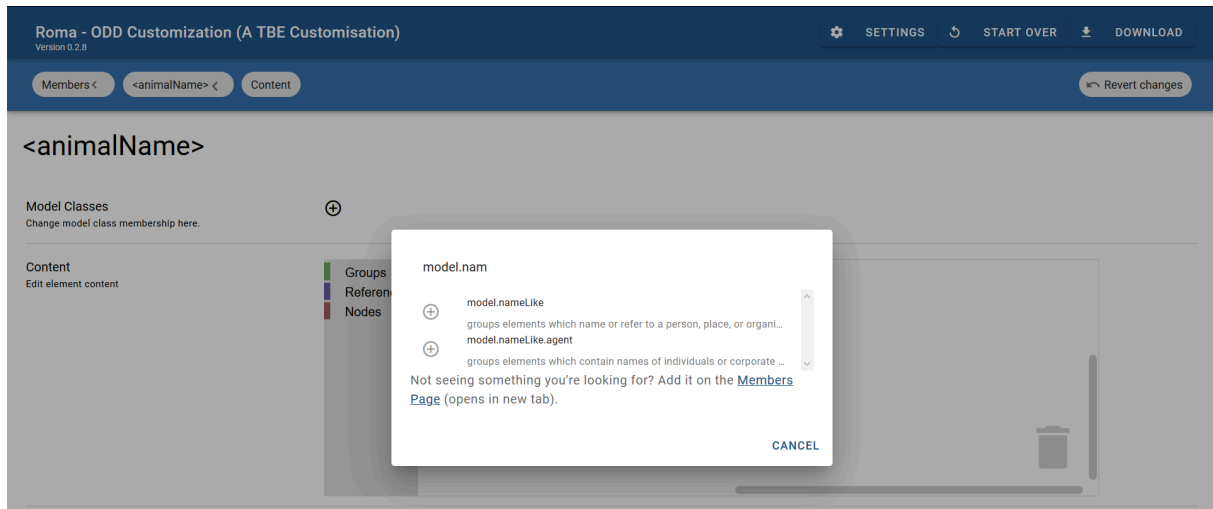 Roma - ODD Customization (A TBE Customisation)
Version 0.2.8
SETTINGS
START OVER
DOWNLOAD
Members <
<animalName> <
Content
Revert changes
<animalName>
Model Classes
Change model class membership here.
Content
Edit element content
Groups
Referen
Nodes
model.nam
model.nameLike
groups elements which name or refer to a person, place, or organi...
model.nameLike.agent
groups elements which contain names of individuals or corporate ...
Not seeing something you're looking for? Add it on the Members
Page (opens in new tab).
CANCEL